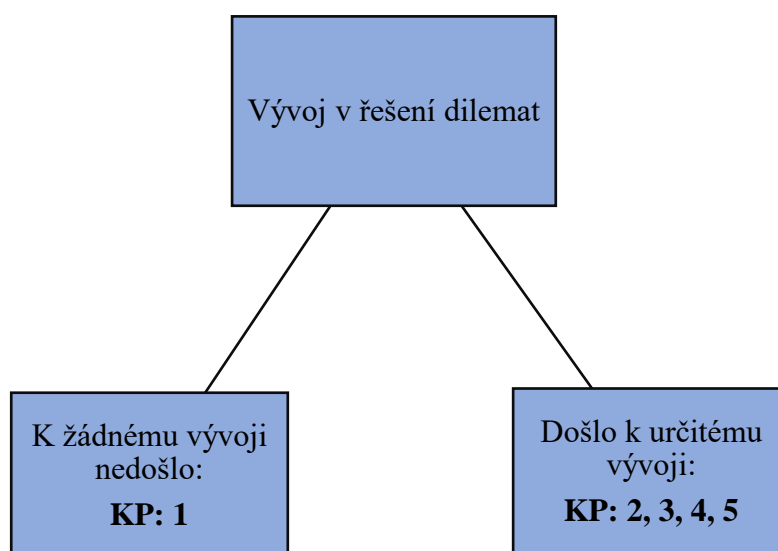 Vývoj v řešení dilemat
K žádnému vývoji
nedošlo:
KP: 1
Došlo k určitému
vývoji:
KP: 2, 3, 4, 5